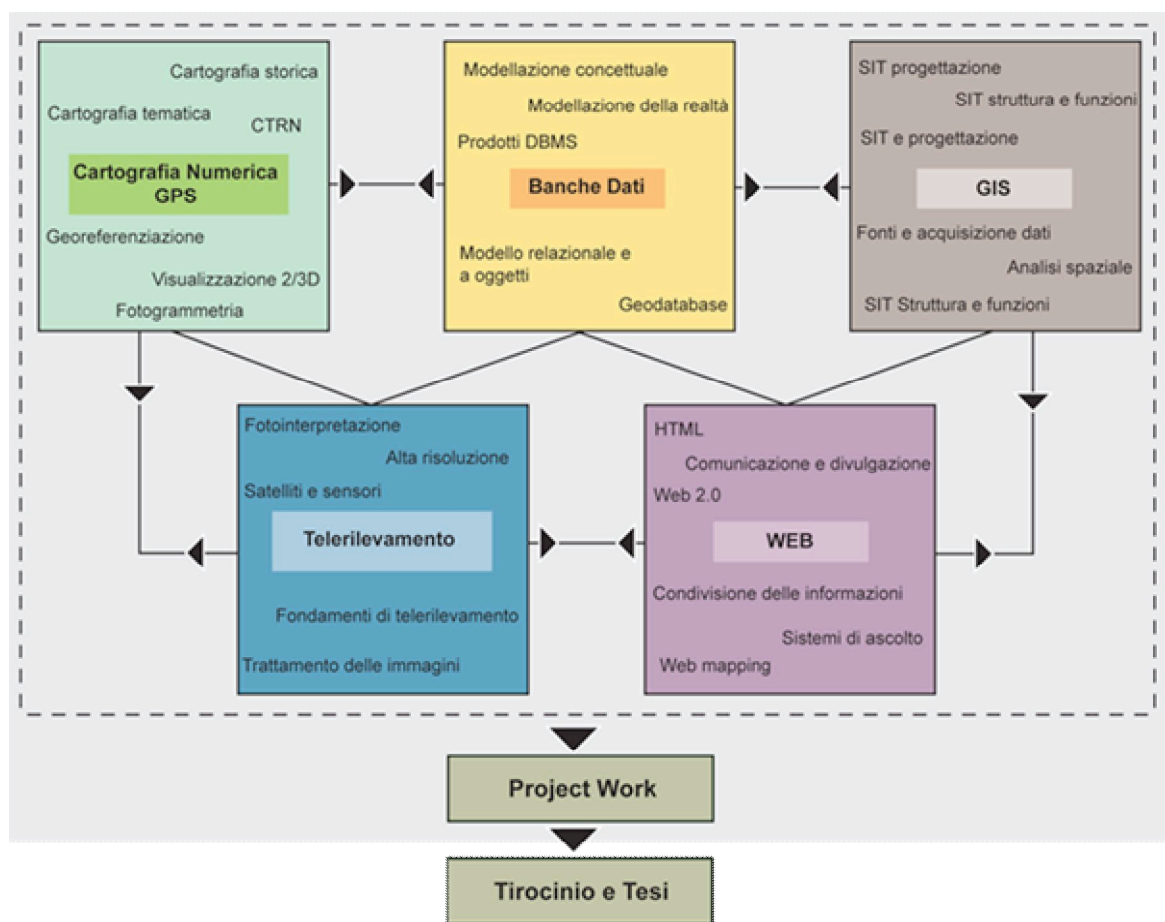 Cartografia storica
Cartografia tematica
CTRN
Cartografia Numerica
GPS
Georeferenziazione
Visualizzazione 2/3D
Fotogrammetria
Modellazione concettuale
Modellazione della realtà
Prodotti DBMS
Banche Dati
Modello relazionale e
a oggetti
Geodatabase
SIT progettazione
SIT struttura e funzioni
SIT e progettazione
GIS
Fonti e acquisizione dati
Analisi spaziale
SIT Struttura e funzioni
Fotointerpretazione
Alta risoluzione
Satelliti e sensori
Telerilevamento
Fondamenti di telerilevamento
Trattamento delle immagini
HTML
Comunicazione e divulgazione
Web 2.0
WEB
Condivisione delle informazioni
Sistemi di ascolto
Web mapping
Project Work
Tirocinio e Tesi